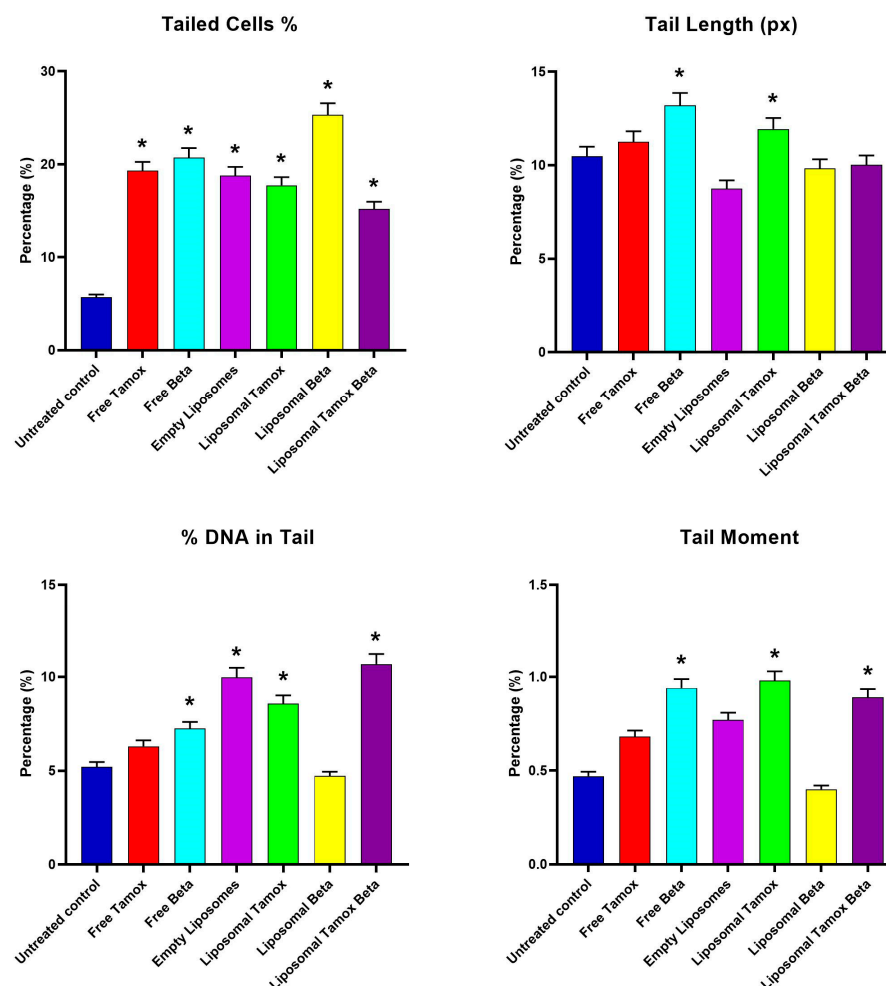 Tailed Cells %
*
*
*
*
*
*
30
20
10
0
Percentage (%)
Untreated control
Free Tamox
Free Beta
Empty Liposomes
Liposomal Tamox
Liposomal Beta
Liposomal Tamox Beta
Tail Length (px)
*
*
15
10
5
0
Percentage (%)
Untreated control
Free Tamox
Free Beta
Empty Liposomes
Liposomal Tamox
Liposomal Beta
Liposomal Tamox Beta
% DNA in Tail
*
*
*
*
15
10
5
0
Percentage (%)
Untreated control
Free Tamox
Free Beta
Empty Liposomes
Liposomal Tamox
Liposomal Beta
Liposomal Tamox Beta
Tail Moment
*
*
*
1.5
1.0
0.5
0.0
Percentage (%)
Untreated control
Free Tamox
Free Beta
Empty Liposomes
Liposomal Tamox
Liposomal Beta
Liposomal Tamox Beta